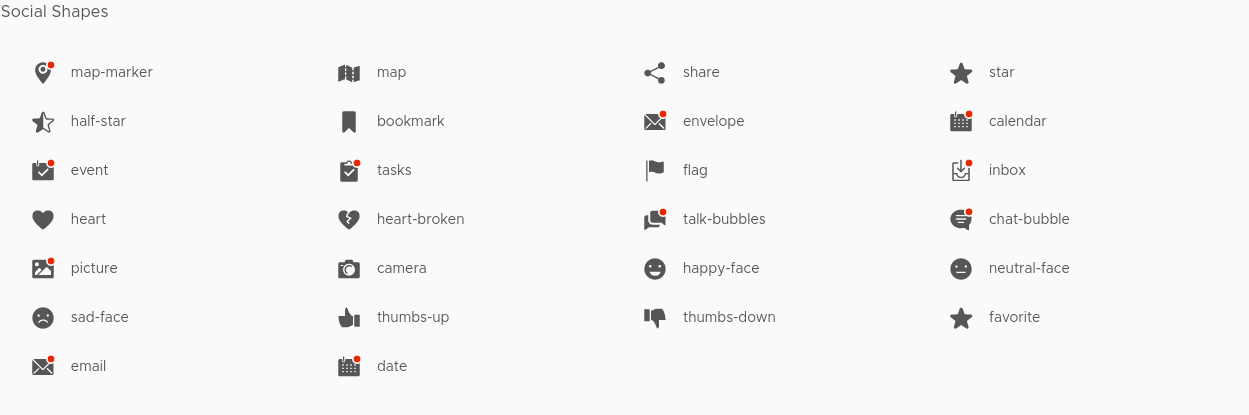 Social Shapes
map-marker map share star
half-star bookmark envelope calendar
event tasks flag inbox
heart heart-broken talk-bubbles chat-bubble
picture camera happy-face neutral-face
sad-face thumbs-up thumbs-down favorite
email date